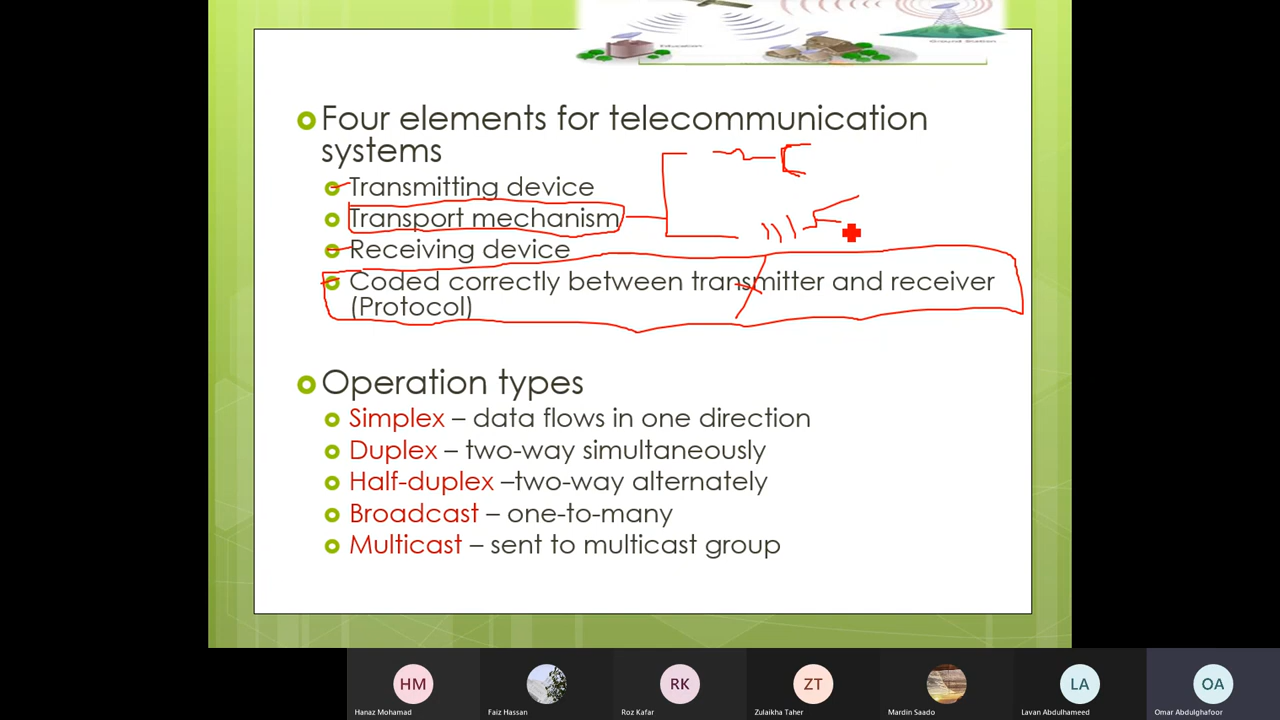 Education
Ground Station
Four elements for telecommunication
systems
Transmitting device
Transport mechanism
Receiving device
Coded correctly between transmitter and receiver
(Protocol)
Operation types
Simplex – data flows in one direction
Duplex – two-way simultaneously
Half-duplex –two-way alternately
Broadcast – one-to-many
Multicast – sent to multicast group
HM
RK
ZT
LA
OA
Hanaz Mohamad
Faiz Hassan
Roz Kafar
Zulaikha Taher
Mardin Saado
Lavan Abdulhameed
Omar Abdulghafoor